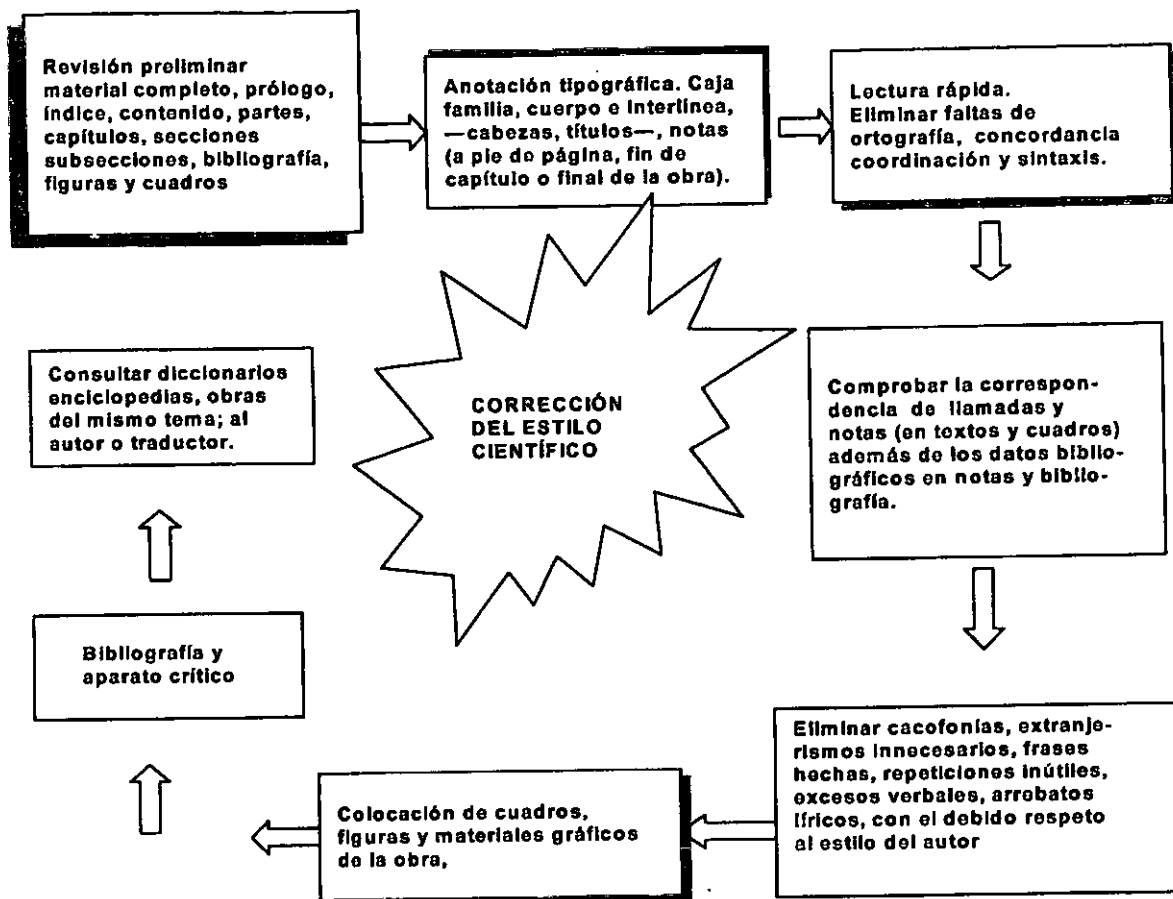 Revisión preliminar
material completo, prólogo,
índice, contenido, partes,
capítulos, secciones
subsecciones, bibliografía,
figuras y cuadros
Anotación tipográfica. Caja
familia, cuerpo e interlínea,
—cabezas, títulos—, notas
(a pie de página, fin de
capítulo o final de la obra).
Lectura rápida.
Eliminar faltas de
ortografía, concordancia
coordinación y sintaxis.
Comprobar la correspon-
dencia de llamadas y
notas (en textos y cuadros)
además de los datos biblio-
gráficos en notas y biblio-
grafía.
Eliminar cacofonías, extranje-
rismos innecesarios, frases
hechas, repeticiones inútiles,
excesos verbales, arrebatos
líricos, con el debido respeto
al estilo del autor
Colocación de cuadros,
figuras y materiales gráficos
de la obra,
Bibliografía y
aparato crítico
Consultar diccionarios
enciclopedias, obras
del mismo tema; al
autor o traductor.
CORRECCIÓN
DEL ESTILO
CIENTÍFICO